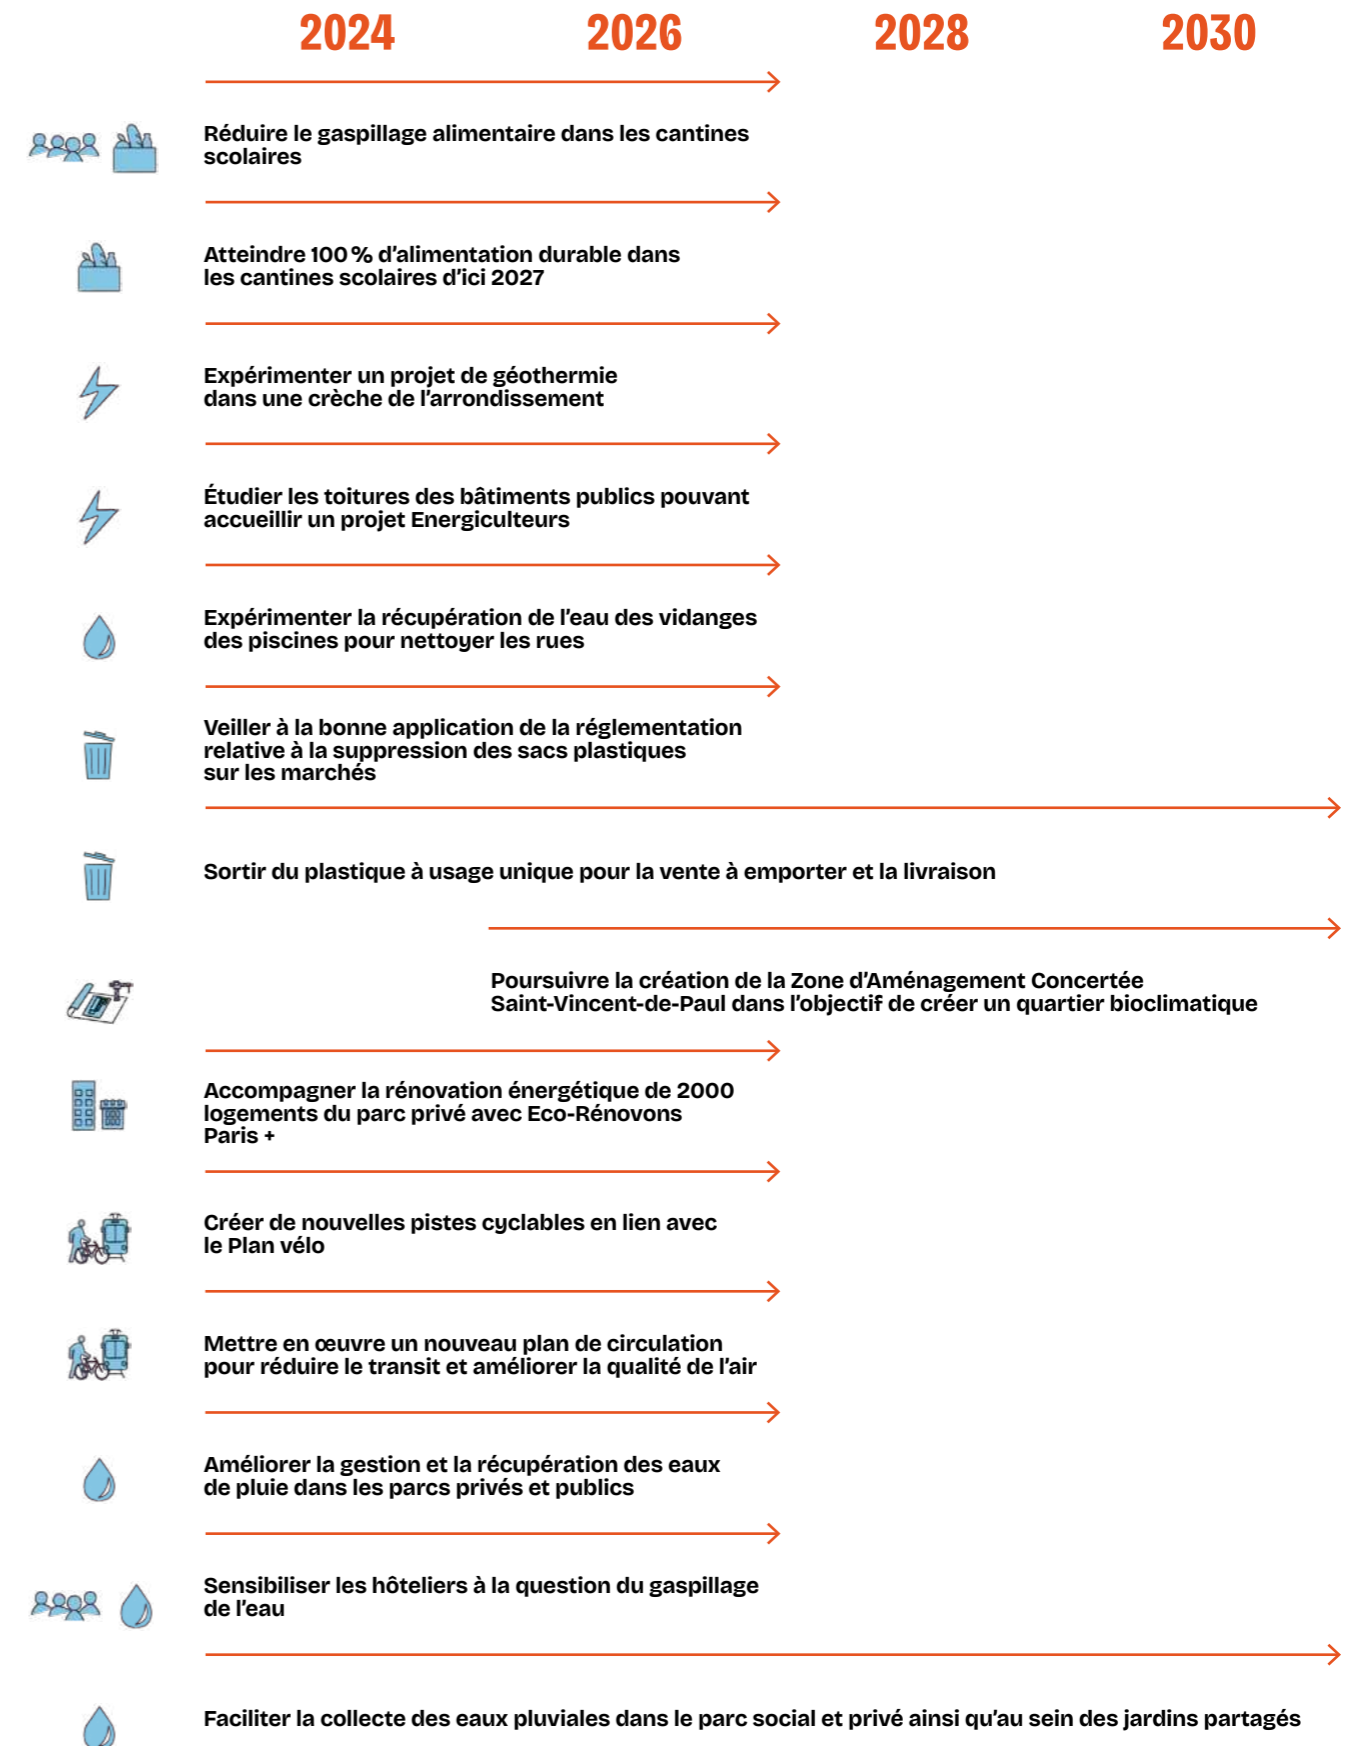 2024 2026 2028 2030
Réduire le gaspillage alimentaire dans les cantines
scolaires
Atteindre 100 % d'alimentation durable dans
les cantines scolaires d'ici 2027
Expérimenter un projet de géothermie
dans une crèche de l'arrondissement
Étudier les toitures des bâtiments publics pouvant
accueillir un projet Energiculteurs
Expérimenter la récupération de l'eau des vidanges
des piscines pour nettoyer les rues
Veiller à la bonne application de la réglementation
relative à la suppression des sacs plastiques
sur les marchés
Sortir du plastique à usage unique pour la vente à emporter et la livraison
Poursuivre la création de la Zone d'Aménagement Concertée
Saint-Vincent-de-Paul dans l'objectif de créer un quartier bioclimatique
Accompagner la rénovation énergétique de 2000
logements du parc privé avec Eco-Rénovons
Paris +
Créer de nouvelles pistes cyclables en lien avec
le Plan vélo
Mettre en œuvre un nouveau plan de circulation
pour réduire le transit et améliorer la qualité de l'air
Améliorer la gestion et la récupération des eaux
de pluie dans les parcs privés et publics
Sensibiliser les hôteliers à la question du gaspillage
de l'eau
Faciliter la collecte des eaux pluviales dans le parc social et privé ainsi qu'au sein des jardins partagés